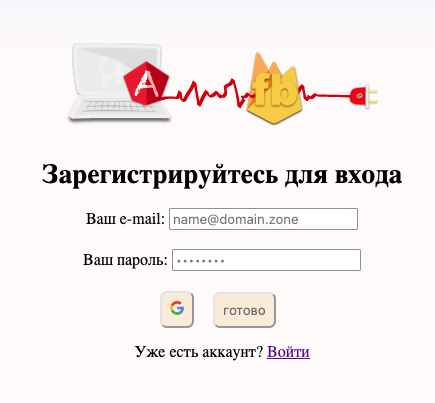 A
fb
Зарегистрируйтесь для входа
Ваш e-mail: name@domain.zone
Ваш пароль: ••••••••
G готово
Уже есть аккаунт? Войти